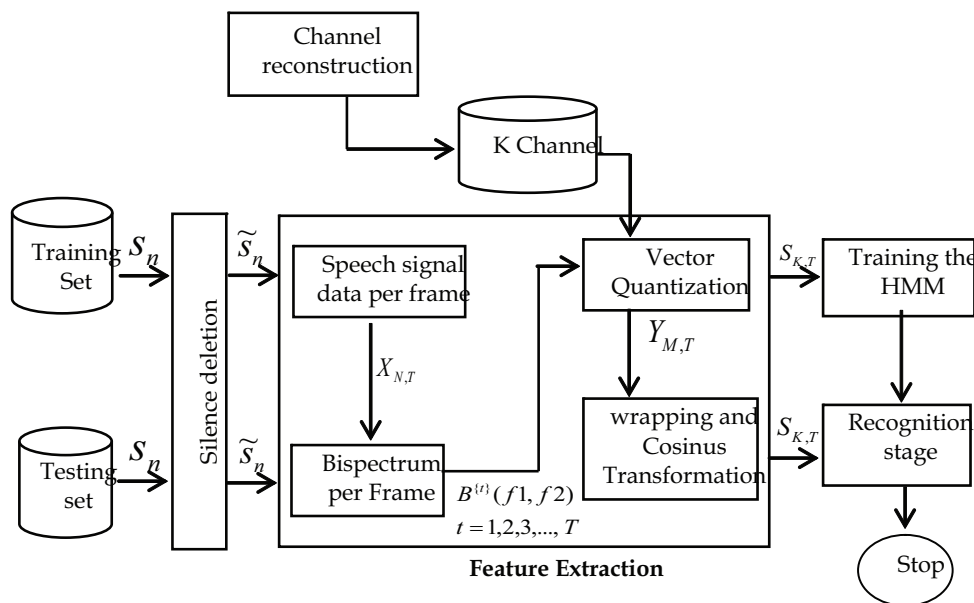 Channel
reconstruction
K Channel
Training
Set
S_n
s̃_n
Silence deletion
Speech signal
data per frame
Vector
Quantization
S_{K,T}
Training the
HMM
X_{N,T}
Y_{M,T}
Testing
set
S_n
s̃_n
Bispectrum
per Frame
B^{{t}}(f1, f2)
t = 1,2,3,..., T
wrapping and
Cosinus
Transformation
S_{K,T}
Recognition
stage
Feature Extraction
Stop